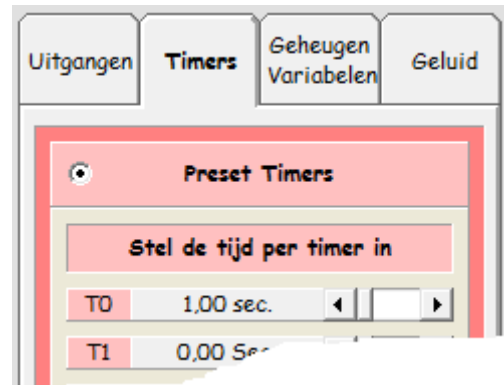 Uitgangen
Timers
Geheugen
Variabelen
Geluid
Preset Timers
Stel de tijd per timer in
T0 1,00 sec.
T1 0,00